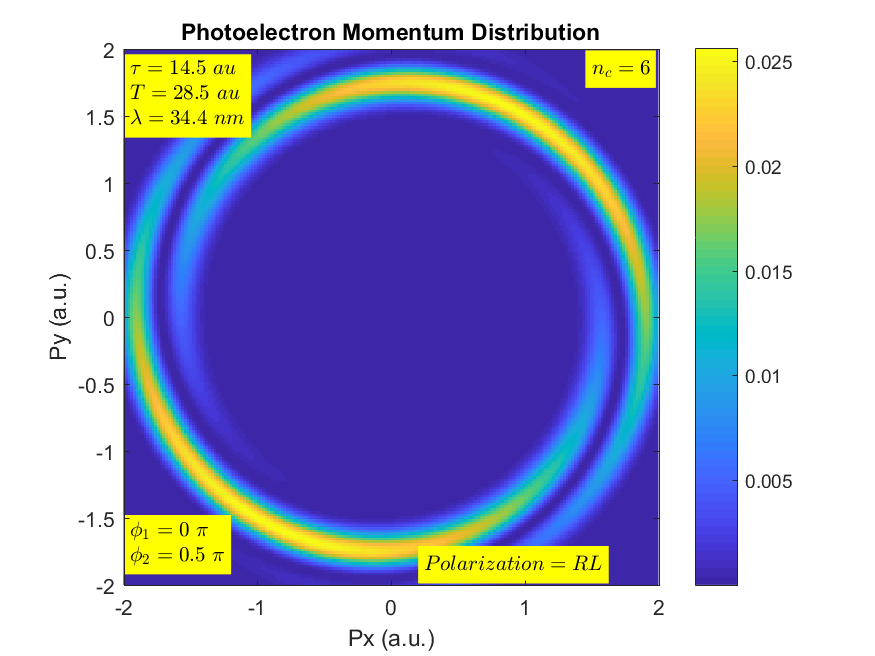 Photoelectron Momentum Distribution
τ = 14.5 au
T = 28.5 au
λ = 34.4 nm
n_c = 6
ϕ_1 = 0 π
ϕ_2 = 0.5 π
Polarization = RL
2
1.5
1
0.5
0
-0.5
-1
-1.5
-2
Py (a.u.)
-2
-1
0
1
2
Px (a.u.)
0.025
0.02
0.015
0.01
0.005